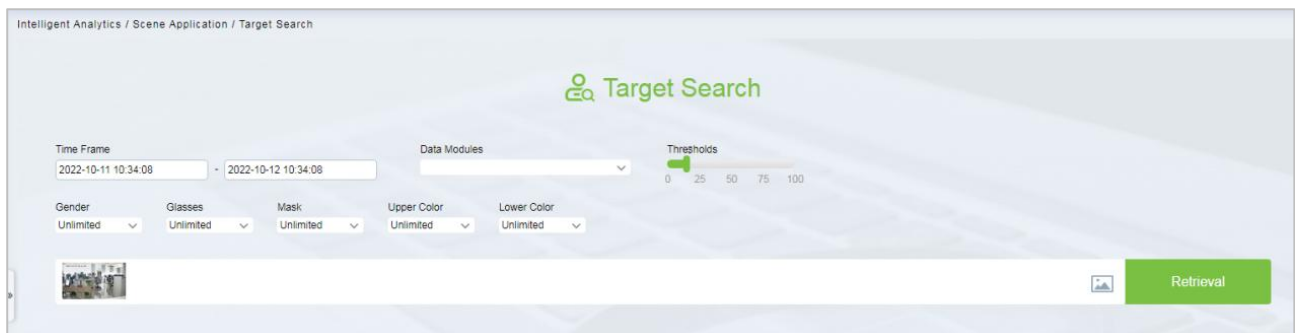 Intelligent Analytics / Scene Application / Target Search
Target Search
Time Frame Data Modules Thresholds
2022-10-11 10:34:08 - 2022-10-12 10:34:08
0 25 50 75 100
Gender Glasses Mask Upper Color Lower Color
Unlimited Unlimited Unlimited Unlimited Unlimited
Retrieval